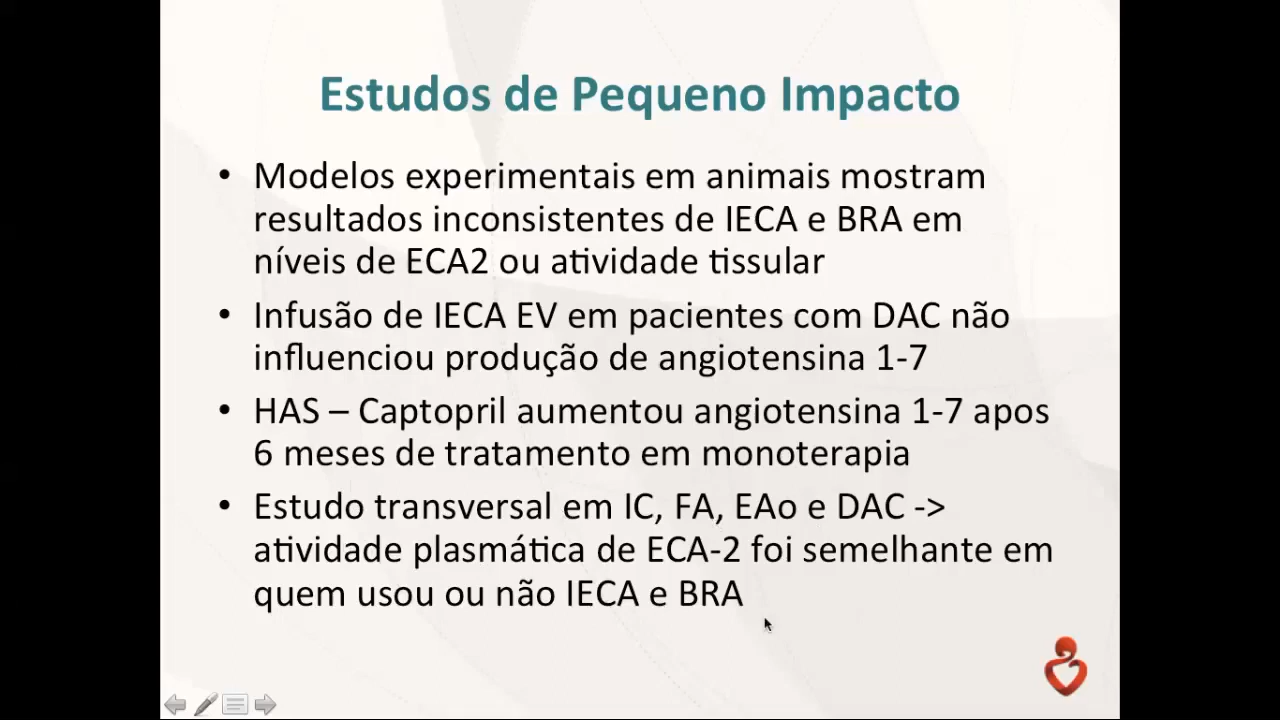 Estudos de Pequeno Impacto
• Modelos experimentais em animais mostram
resultados inconsistentes de IECA e BRA em
níveis de ECA2 ou atividade tissular
• Infusão de IECA EV em pacientes com DAC não
influenciou produção de angiotensina 1-7
• HAS – Captopril aumentou angiotensina 1-7 apos
6 meses de tratamento em monoterapia
• Estudo transversal em IC, FA, EAo e DAC ->
atividade plasmática de ECA-2 foi semelhante em
quem usou ou não IECA e BRA